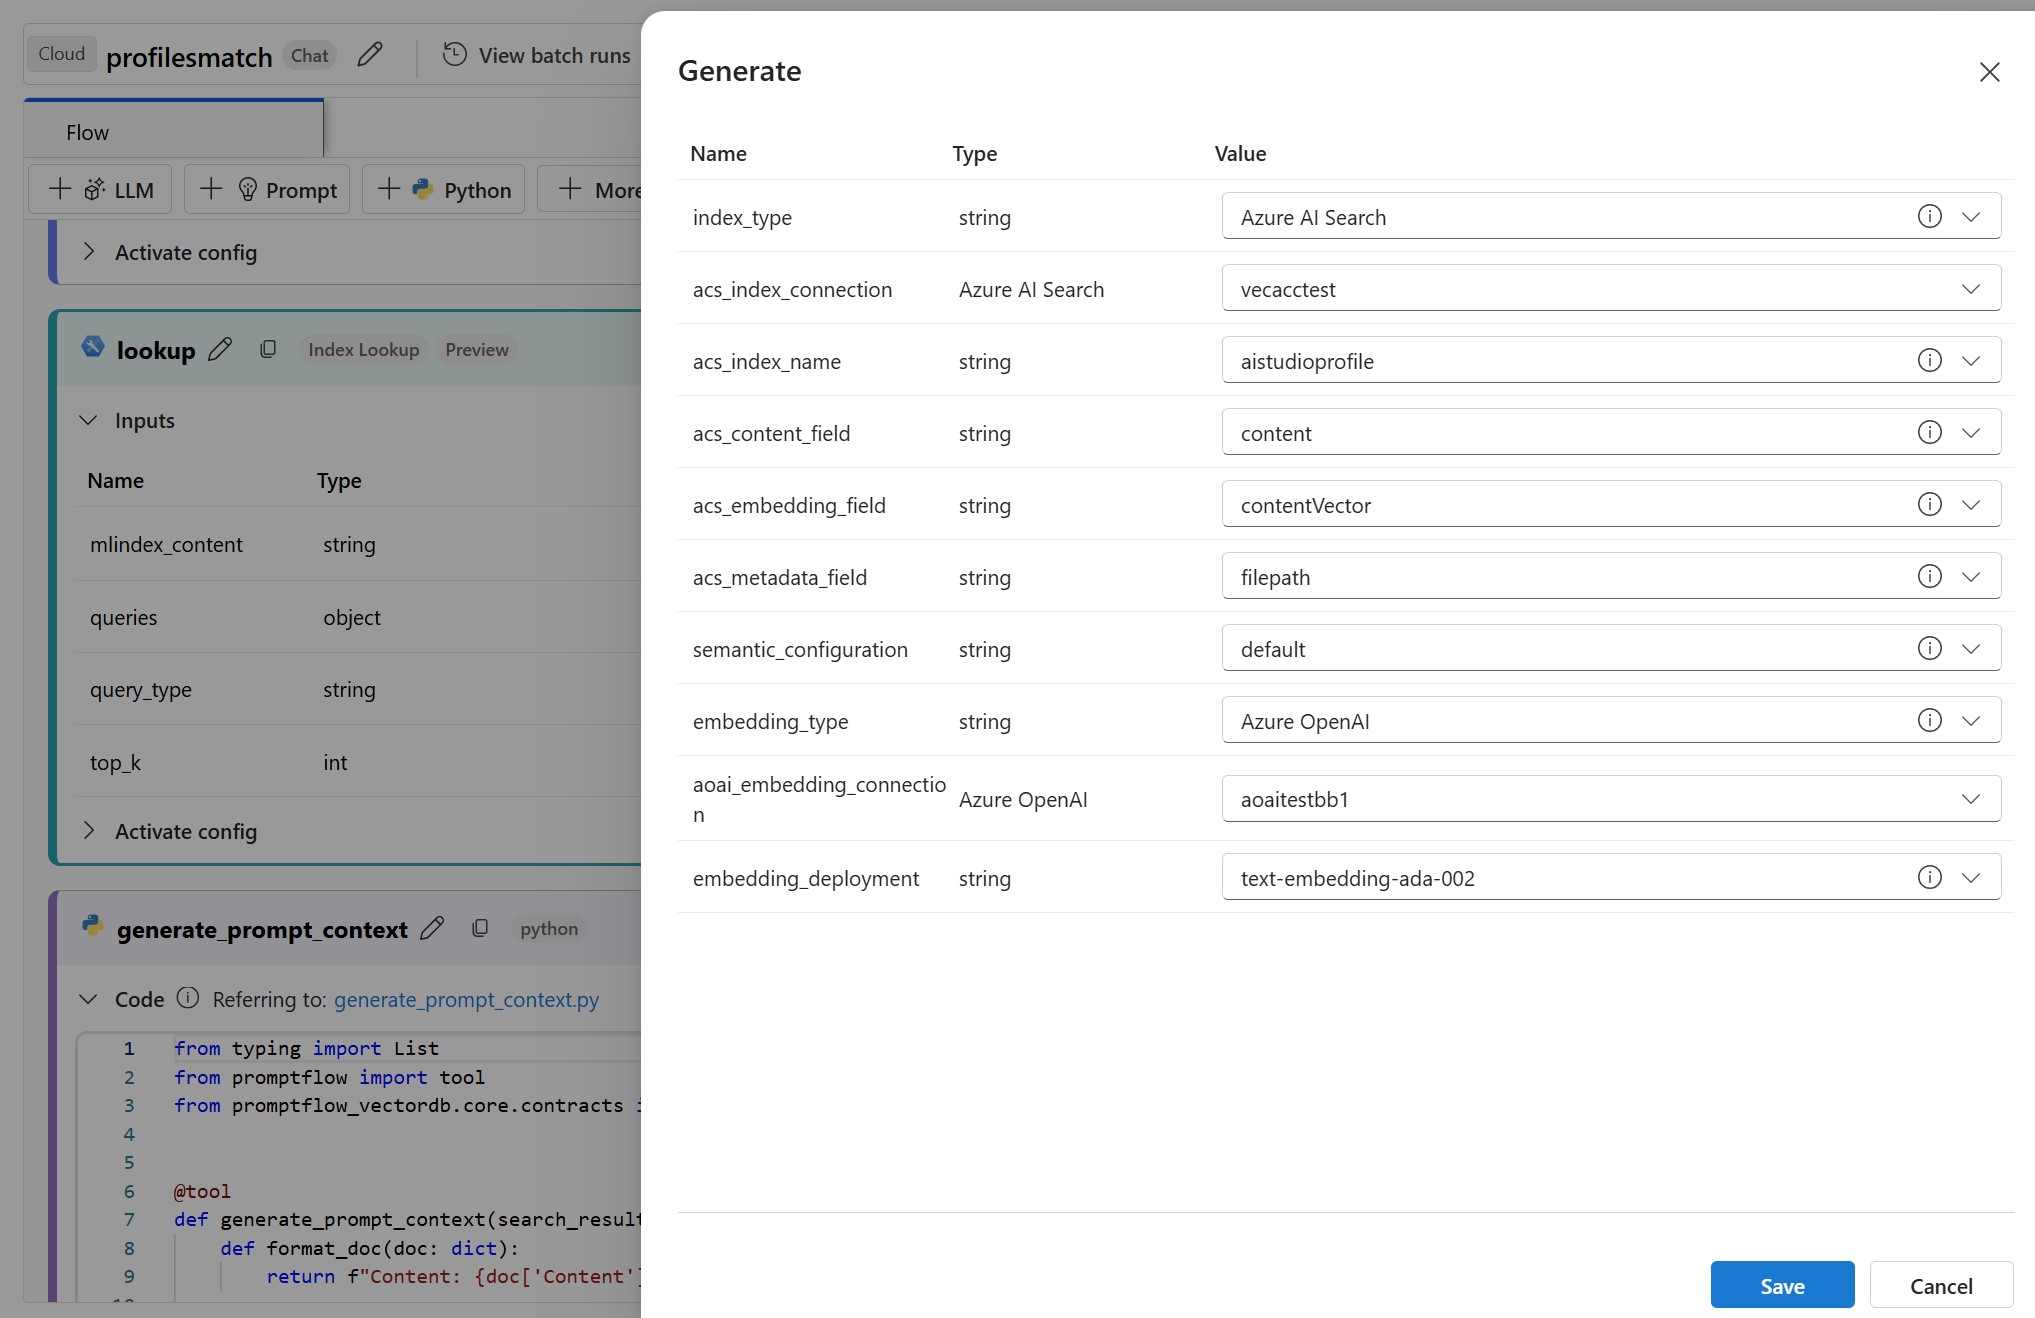 Cloud profilesmatch Chat View batch runs
Flow
LLM Prompt Python More
Activate config
lookup Index Lookup Preview
Inputs
Name Type
mlindex_content string
queries object
query_type string
top_k int
Activate config
generate_prompt_context python
Code Referring to: generate_prompt_context.py
1 from typing import List
2 from promptflow import tool
3 from promptflow_vectordb.core.contracts
4
5
6 @tool
7 def generate_prompt_context(search_result
8 def format_doc(doc: dict):
9 return f"Content: {doc['Content']
Generate
Name Type Value
index_type string Azure AI Search
acs_index_connection Azure AI Search vecacctest
acs_index_name string aistudioprofile
acs_content_field string content
acs_embedding_field string contentVector
acs_metadata_field string filepath
semantic_configuration string default
embedding_type string Azure OpenAI
aoai_embedding_connectio
n Azure OpenAI aoaitestbb1
embedding_deployment string text-embedding-ada-002
Save Cancel